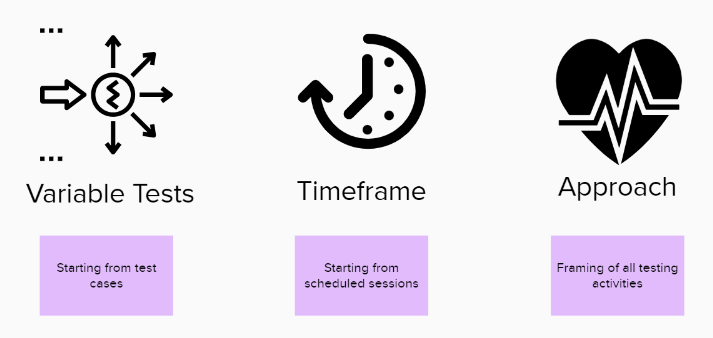 ...
...
Variable Tests
Timeframe
Approach
Starting from test
cases
Starting from
scheduled sessions
Framing of all testing
activities